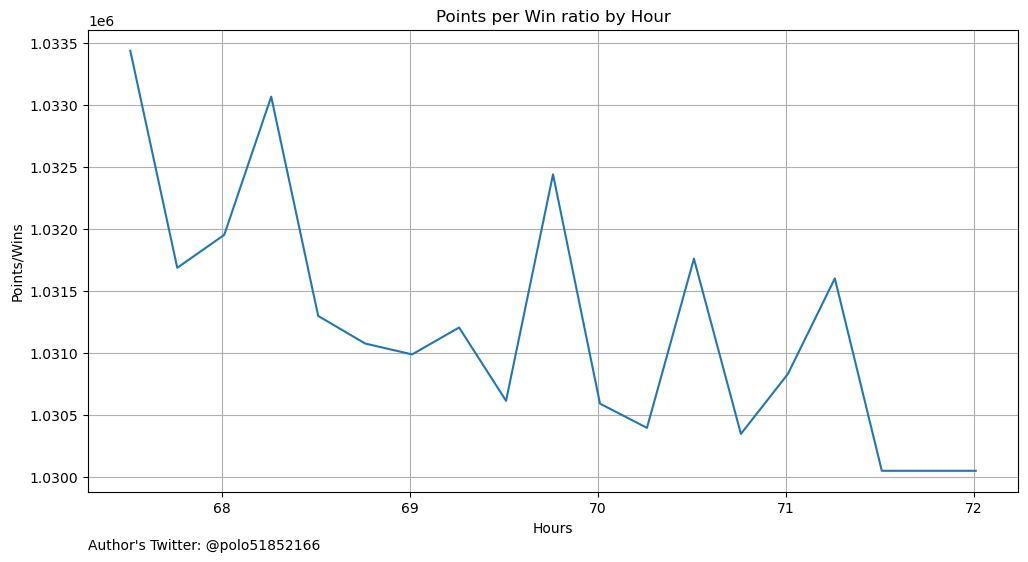 Points per Win ratio by Hour
1e6
1.0335
1.0330
1.0325
1.0320
1.0315
1.0310
1.0305
1.0300
Points/Wins
68 69 70 71 72
Hours
Author's Twitter: @polo51852166